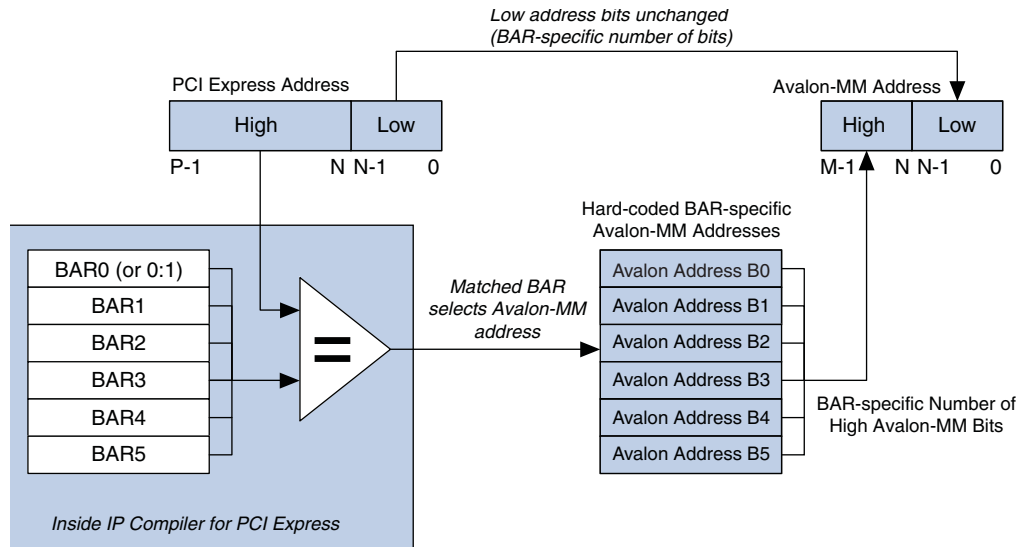 Low address bits unchanged
(BAR-specific number of bits)
PCI Express Address
Avalon-MM Address
High Low
High Low
P-1 N N-1 0
M-1 N N-1 0
Hard-coded BAR-specific
Avalon-MM Addresses
BAR0 (or 0:1)
BAR1
BAR2
BAR3
BAR4
BAR5
=
Matched BAR
selects Avalon-MM
address
Avalon Address B0
Avalon Address B1
Avalon Address B2
Avalon Address B3
Avalon Address B4
Avalon Address B5
BAR-specific Number of
High Avalon-MM Bits
Inside IP Compiler for PCI Express